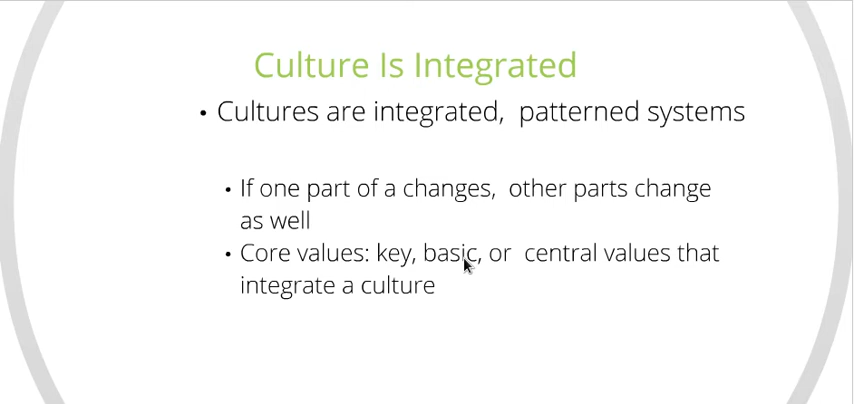 Culture Is Integrated
• Cultures are integrated,  patterned systems
• If one part of a changes,  other parts change
as well
• Core values: key, basic, or  central values that
integrate a culture